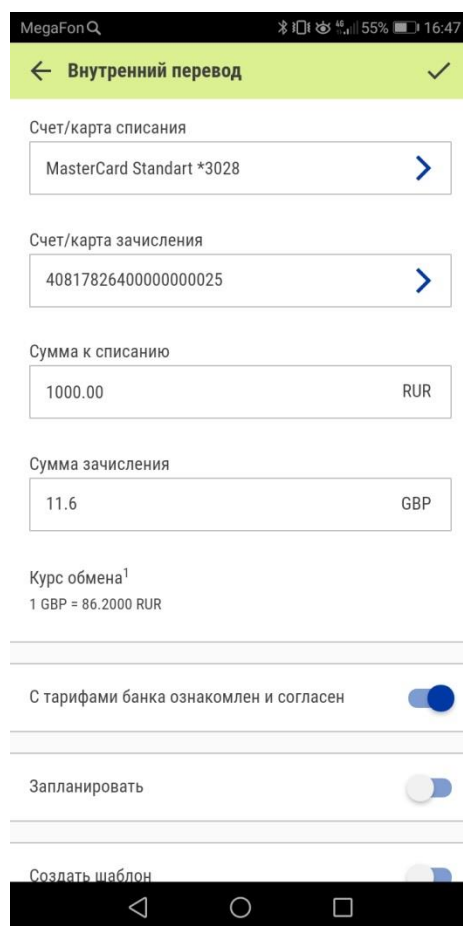 MegaFon 46 55% 16:47
Внутренний перевод
Счет/карта списания
MasterCard Standart *3028
Счет/карта зачисления
40817826400000000025
Сумма к списанию
1000.00 RUR
Сумма зачисления
11.6 GBP
Курс обмена1
1 GBP = 86.2000 RUR
С тарифами банка ознакомлен и согласен
Запланировать
Создать шаблон